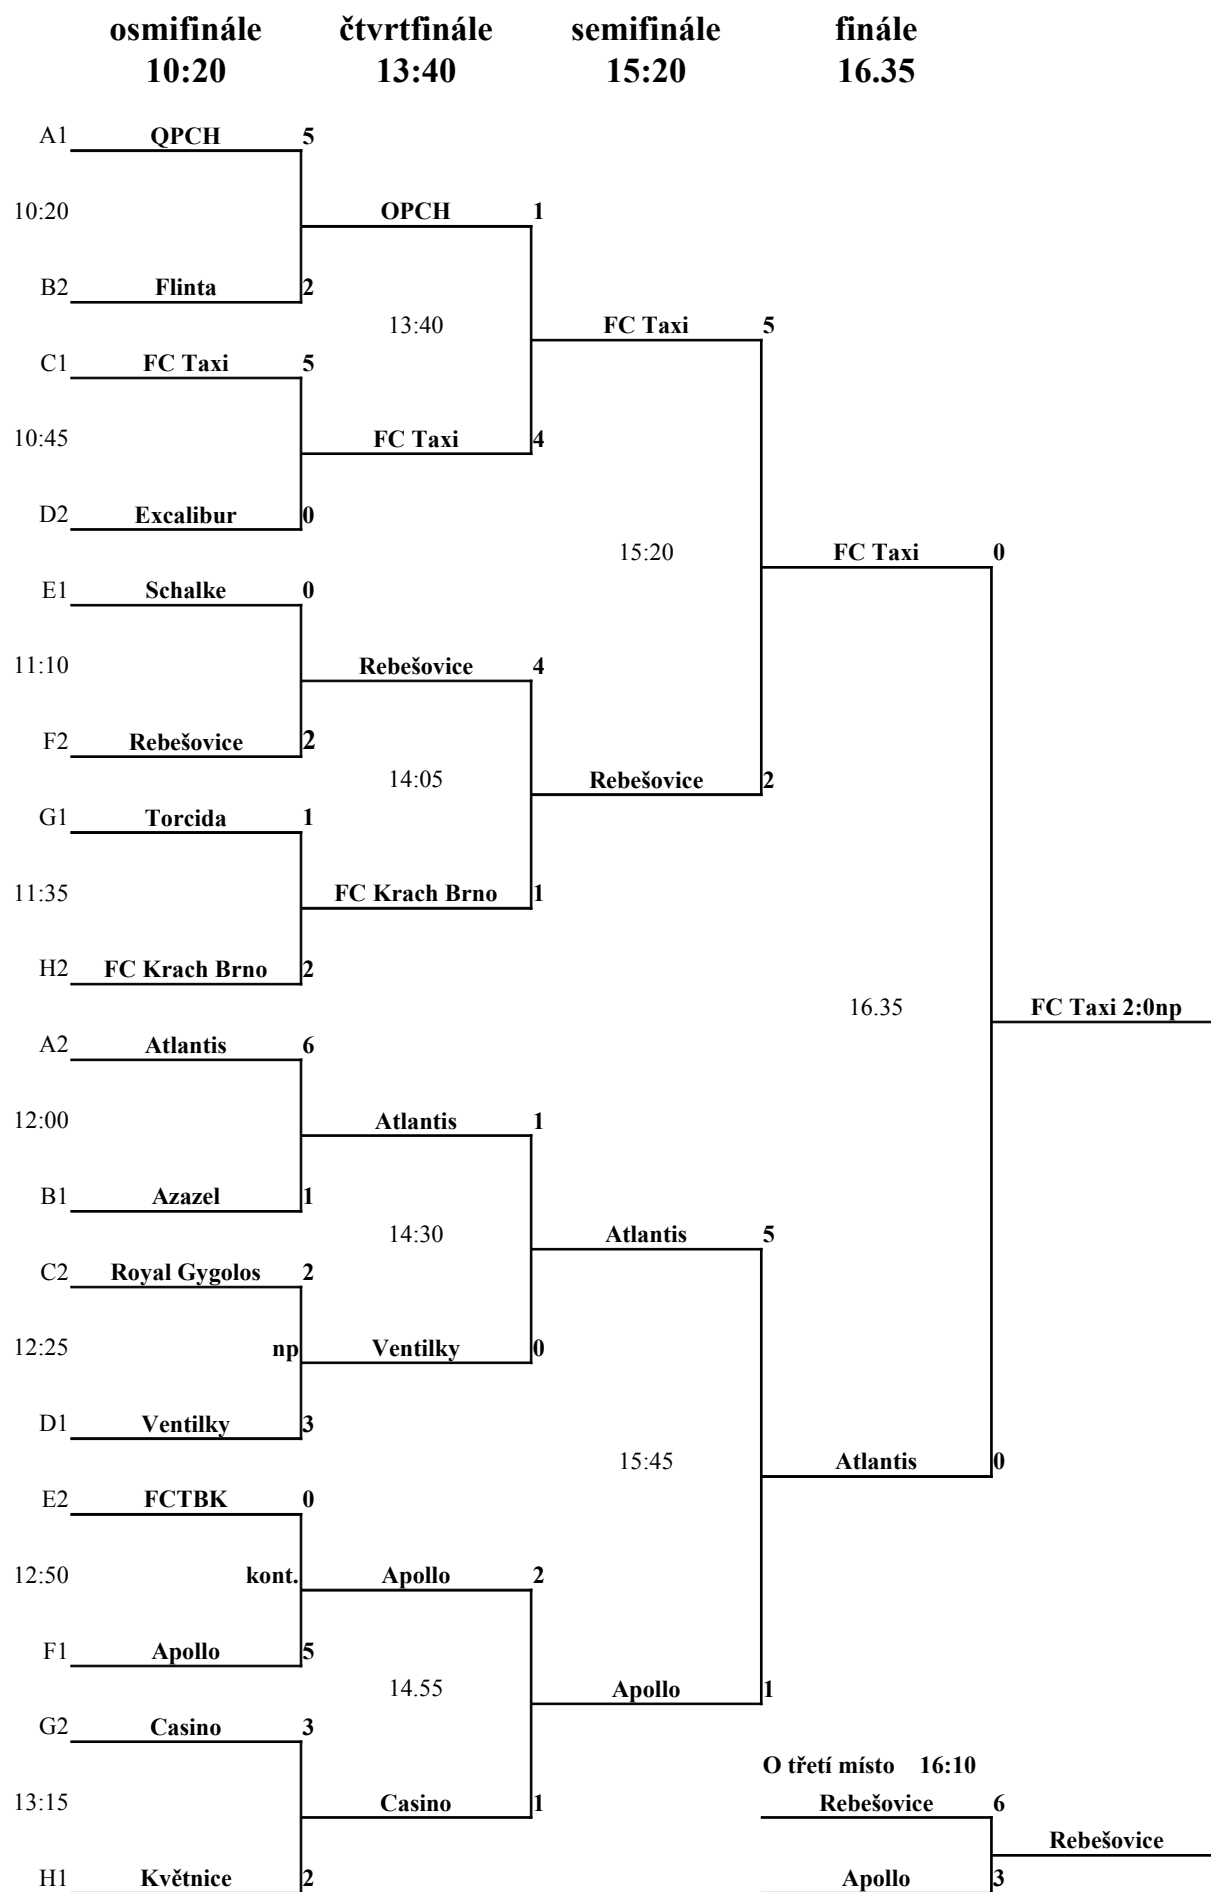 osmifinále čtvrtfinále semifinále finále
10:20 13:40 15:20 16.35
A1 QPCH 5
10:20 OPCH 1
B2 Flinta 2
13:40 FC Taxi 5
C1 FC Taxi 5
10:45 FC Taxi 4
D2 Excalibur 0
15:20 FC Taxi 0
E1 Schalke 0
11:10 Rebešovice 4
F2 Rebešovice 2
14:05 Rebešovice 2
G1 Torcida 1
11:35 FC Krach Brno 1
H2 FC Krach Brno 2
16.35 FC Taxi 2:0np
A2 Atlantis 6
12:00 Atlantis 1
B1 Azazel 1
14:30 Atlantis 5
C2 Royal Gygolos 2
12:25 np Ventilky 0
D1 Ventilky 3
15:45 Atlantis 0
E2 FCTBK 0
12:50 kont. Apollo 2
F1 Apollo 5
14.55 Apollo 1
G2 Casino 3
O třetí místo 16:10
13:15 Casino 1 Rebešovice 6
Rebešovice
H1 Květnice 2 Apollo 3